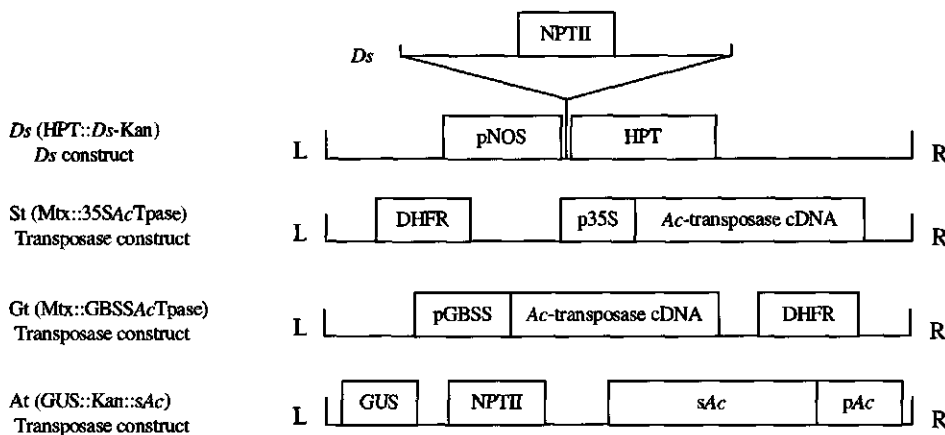 NPTII
Ds
Ds (HPT::Ds-Kan)
Ds construct
L
pNOS
HPT
R
St (Mtx::35SAcTpase)
Transposase construct
L
DHFR
p35S
Ac-transposase cDNA
R
Gt (Mtx::GBSSAcTpase)
Transposase construct
L
pGBSS
Ac-transposase cDNA
DHFR
R
At (GUS::Kan::sAc)
Transposase construct
L
GUS
NPTII
sAc
pAc
R